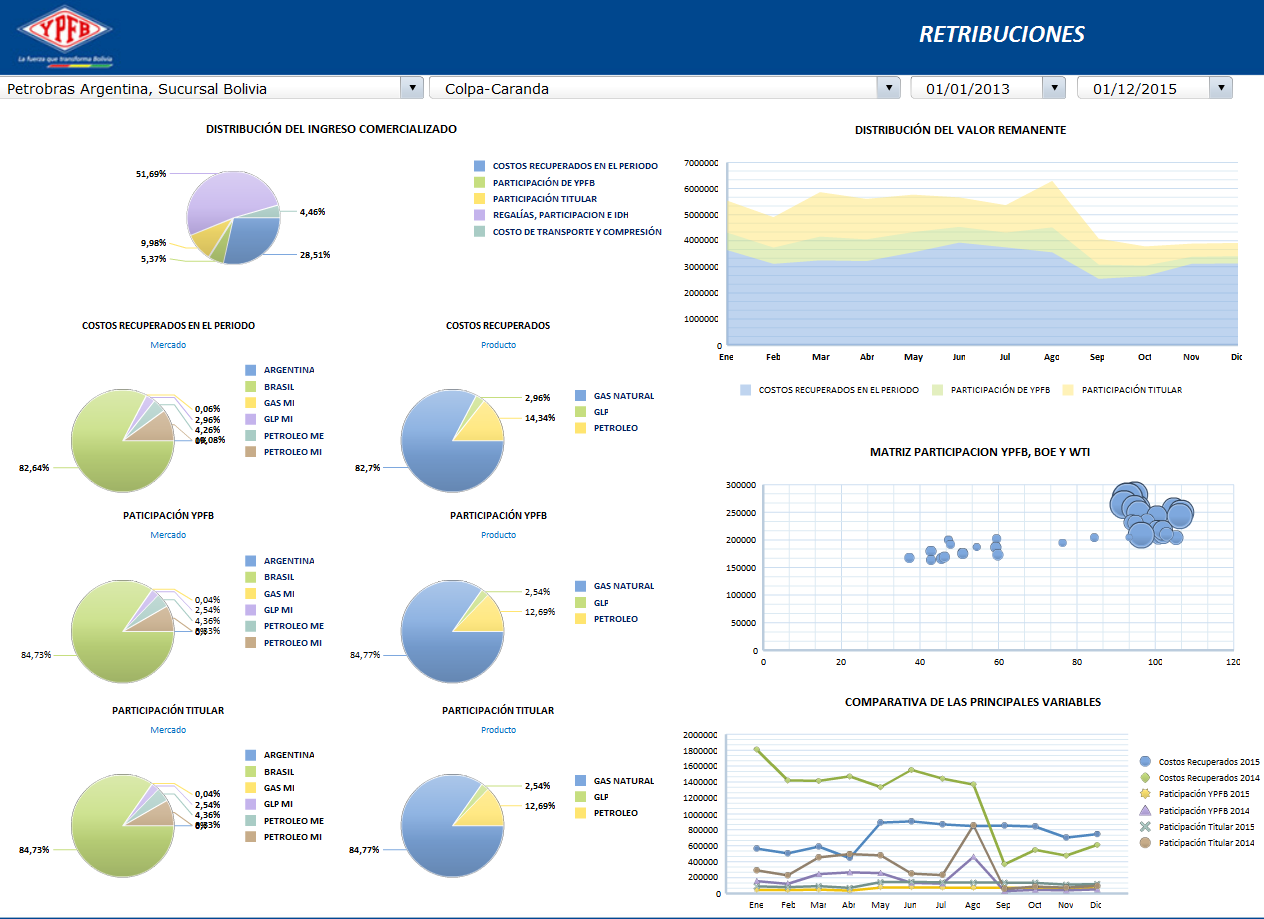 YPFB
La fuerza que transforma Bolivia
RETRIBUCIONES
Petrobras Argentina, Sucursal Bolivia
Colpa-Caranda
01/01/2013
01/12/2015
DISTRIBUCIÓN DEL INGRESO COMERCIALIZADO
51,69%
4,46%
9,98%
5,37%
28,51%
COSTOS RECUPERADOS EN EL PERIODO
PARTICIPACIÓN DE YPFB
PARTICIPACIÓN TITULAR
REGALÍAS, PARTICIPACION E IDH
COSTO DE TRANSPORTE Y COMPRESIÓN
DISTRIBUCIÓN DEL VALOR REMANENTE
7000000
6000000
5000000
4000000
3000000
2000000
1000000
0
Ene Feb Mar Abr May Jun Jul Ago Sep Oct Nov Dic
COSTOS RECUPERADOS EN EL PERIODO PARTICIPACIÓN DE YPFB PARTICIPACIÓN TITULAR
COSTOS RECUPERADOS EN EL PERIODO
Mercado
0,06%
2,96%
4,26%
82,64%
ARGENTINA
BRASIL
GAS MI
GLP MI
PETROLEO ME
PETROLEO MI
COSTOS RECUPERADOS
Producto
2,96%
14,34%
82,7%
GAS NATURAL
GLP
PETROLEO
PATICIPACIÓN YPFB
Mercado
0,04%
2,54%
4,36%
84,73%
ARGENTINA
BRASIL
GAS MI
GLP MI
PETROLEO ME
PETROLEO MI
PARTICIPACIÓN YPFB
Producto
2,54%
12,69%
84,77%
GAS NATURAL
GLP
PETROLEO
PARTICIPACIÓN TITULAR
Mercado
0,04%
2,54%
4,36%
84,73%
ARGENTINA
BRASIL
GAS MI
GLP MI
PETROLEO ME
PETROLEO MI
PARTICIPACIÓN TITULAR
Producto
2,54%
12,69%
84,77%
GAS NATURAL
GLP
PETROLEO
MATRIZ PARTICIPACION YPFB, BOE Y WTI
300000
250000
200000
150000
100000
50000
0
0 20 40 60 80 100 120
COMPARATIVA DE LAS PRINCIPALES VARIABLES
2000000
1800000
1600000
1400000
1200000
1000000
800000
600000
400000
200000
0
Ene Feb Mar Abr May Jun Jul Ago Sep Oct Nov Dic
Costos Recuperados 2015
Costos Recuperados 2014
Paticipación YPFB 2015
Paticipación YPFB 2014
Paticipación Titular 2015
Paticipación Titular 2014